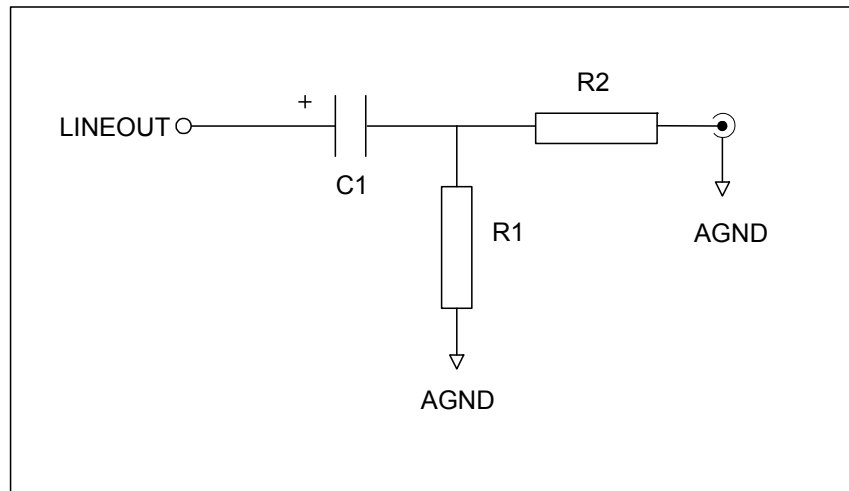 R2
+
LINEOUT
C1
R1
AGND
AGND